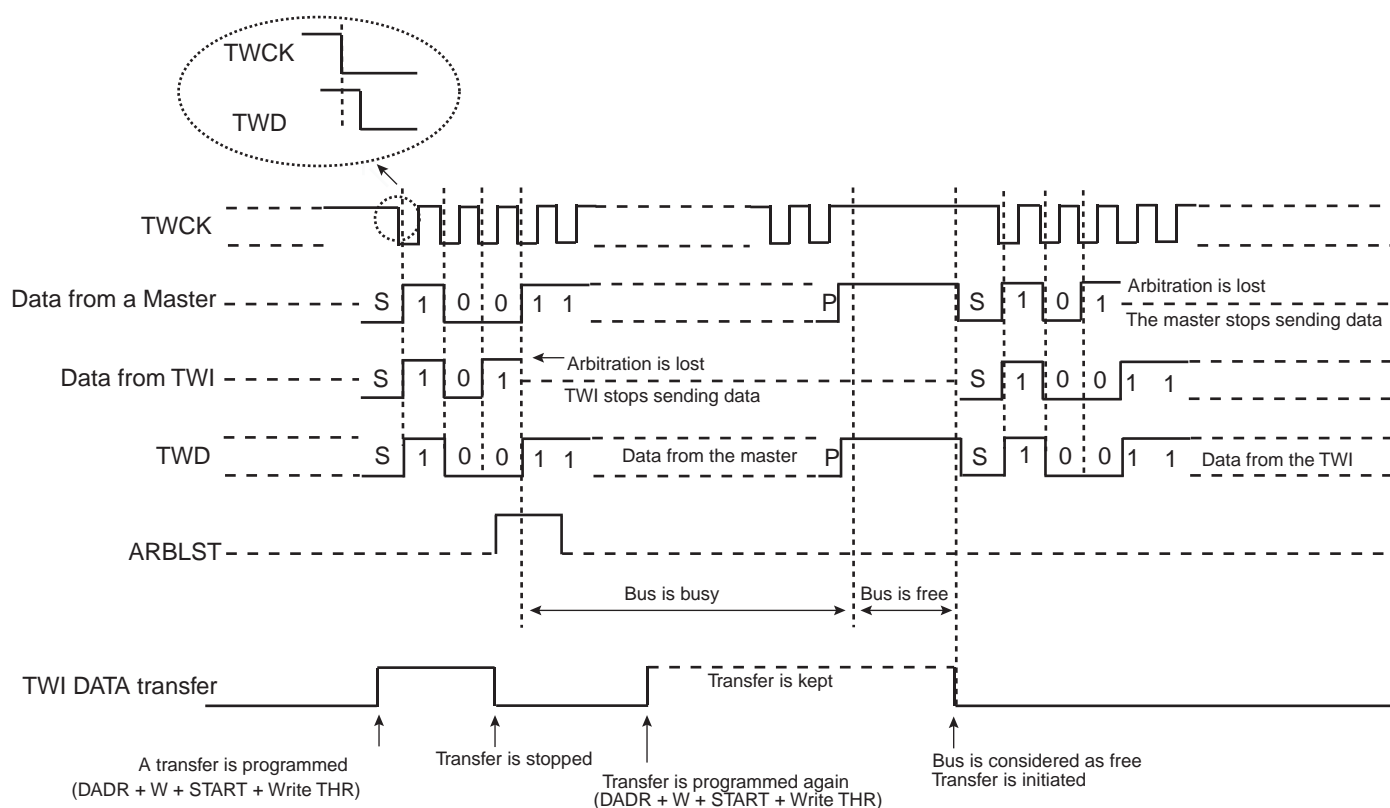 TWCK
TWD
TWCK
Data from a Master
S 1 0 0 1 1
P
S 1 0 1
Arbitration is lost
The master stops sending data
Data from TWI
S 1 0 1
Arbitration is lost
TWI stops sending data
S 1 0 0 1 1
TWD
S 1 0 0 1 1
Data from the master
P
S 1 0 0 1 1
Data from the TWI
ARBLST
Bus is busy
Bus is free
TWI DATA transfer
Transfer is kept
A transfer is programmed
(DADR + W + START + Write THR)
Transfer is stopped
Transfer is programmed again
(DADR + W + START + Write THR)
Bus is considered as free
Transfer is initiated